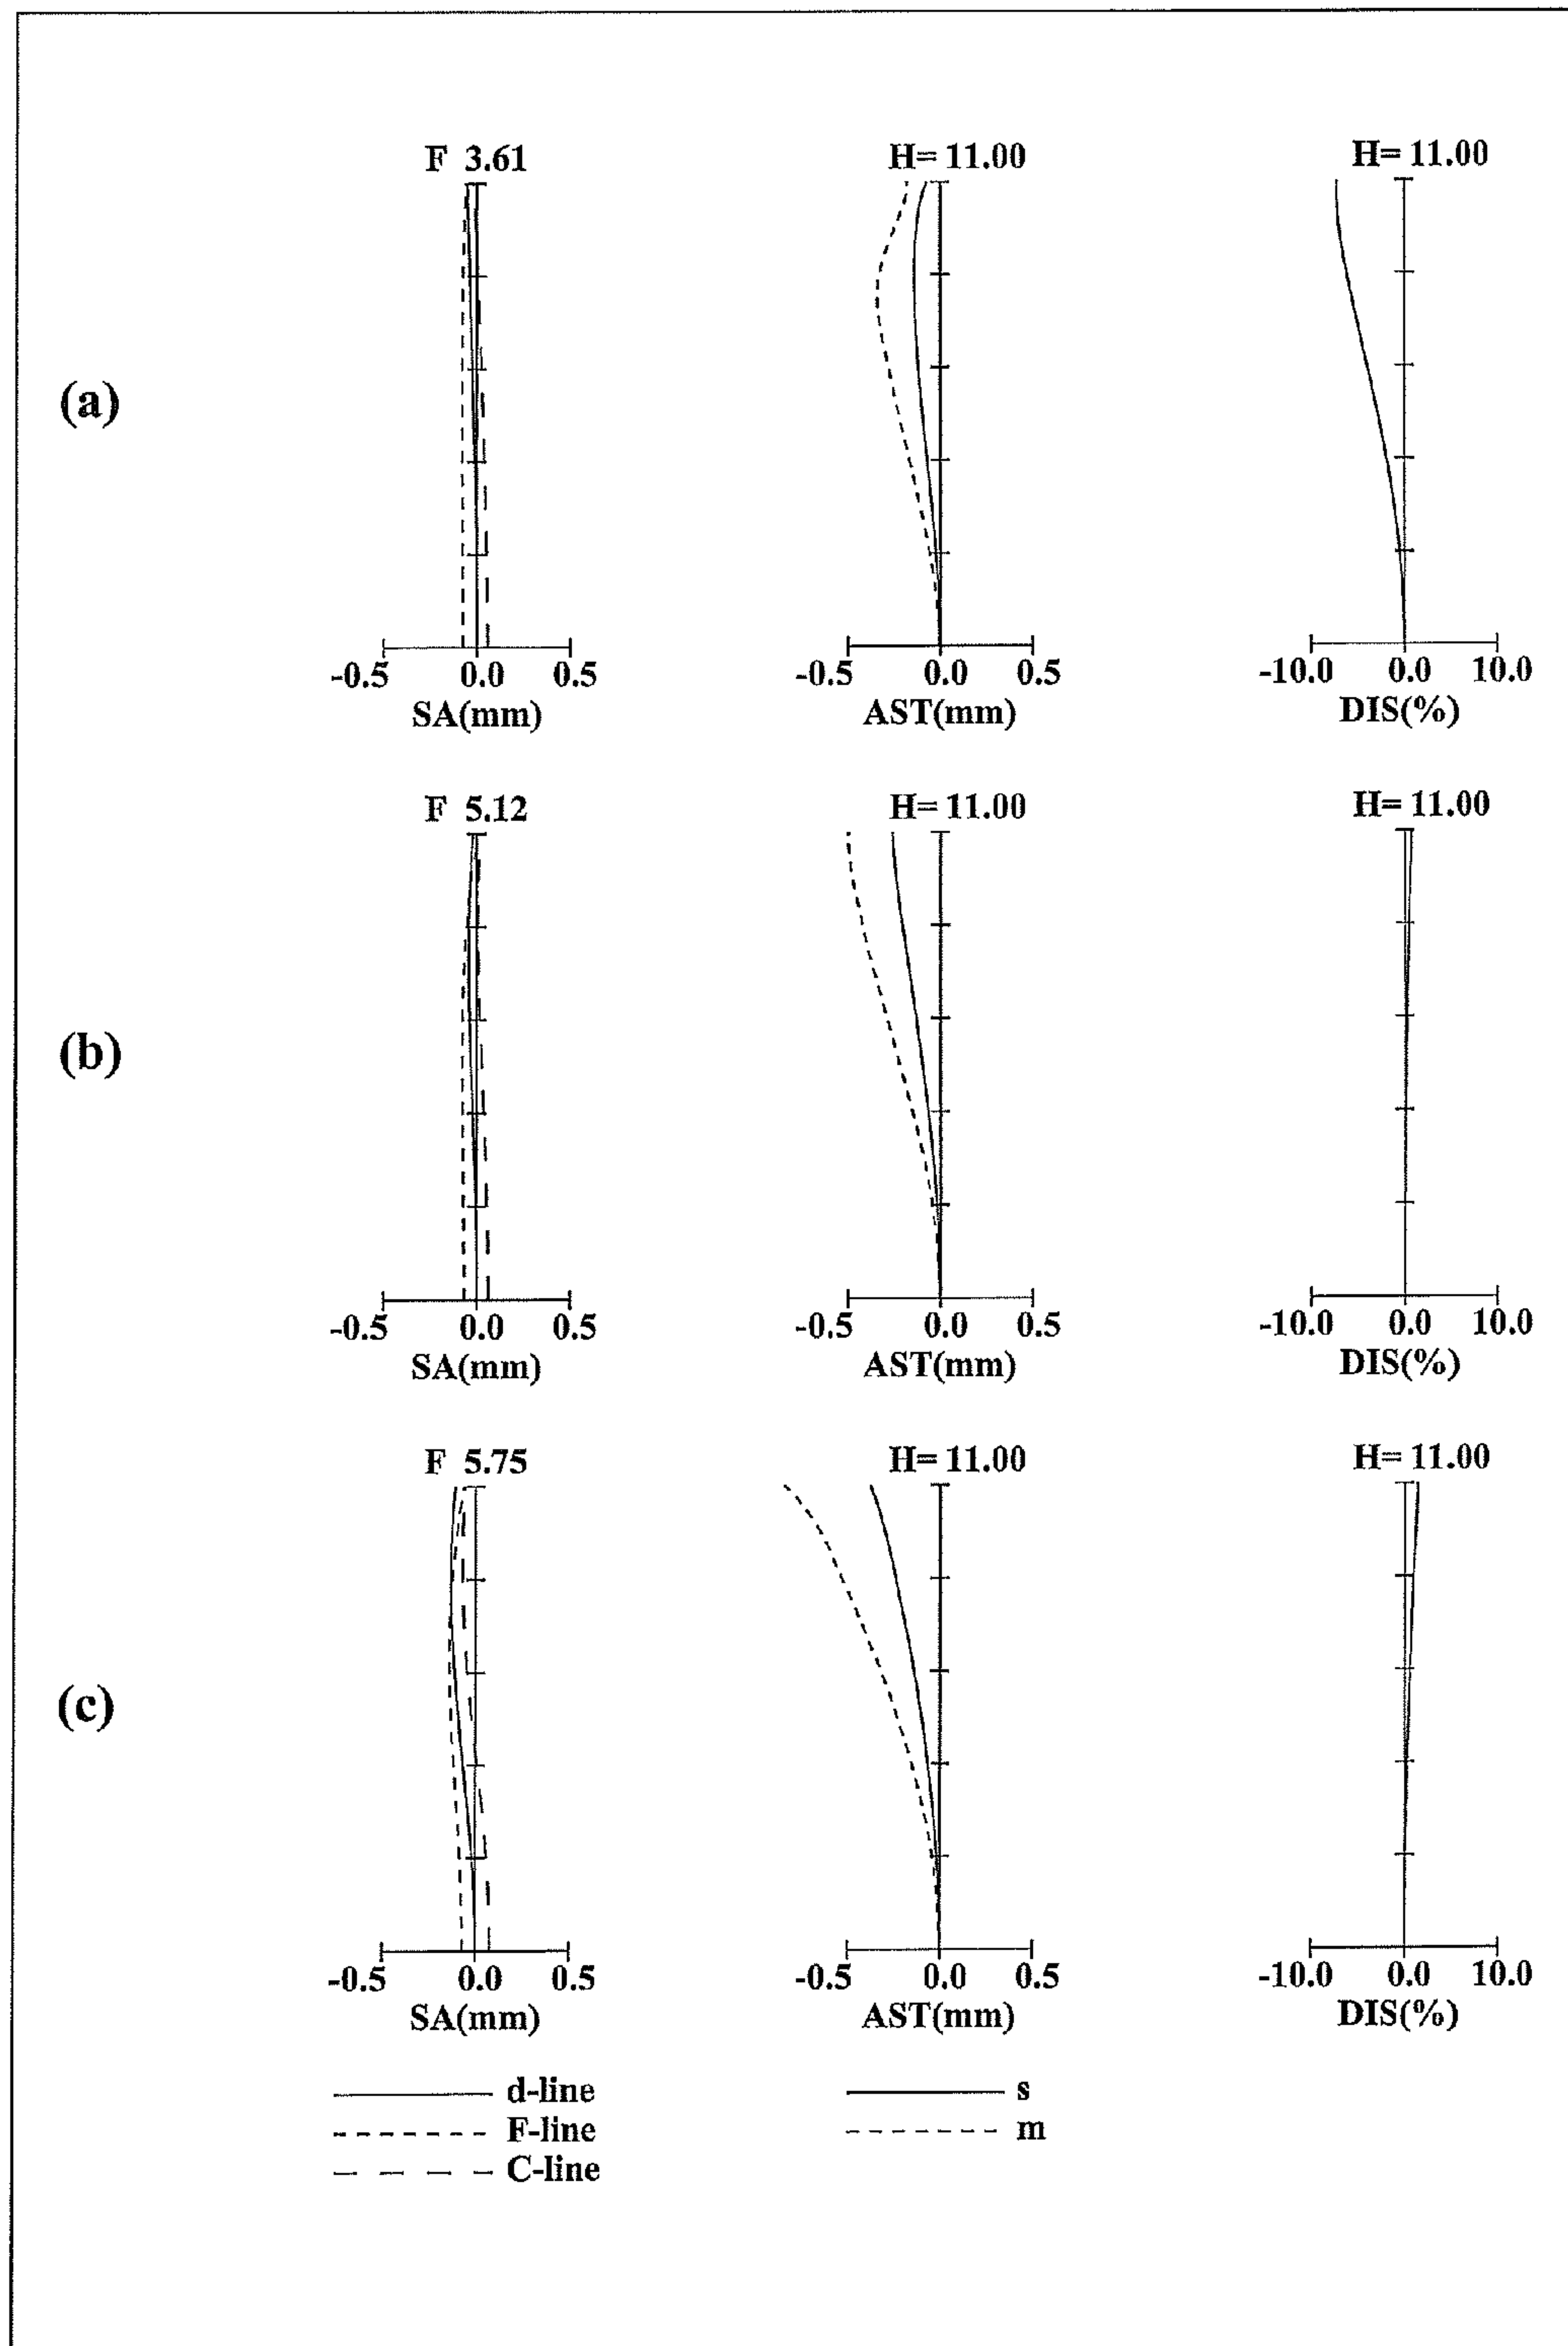 F 3.61 H= 11.00 H= 11.00
(a)
-0.5 0.0 0.5 -0.5 0.0 0.5 -10.0 0.0 10.0
SA(mm) AST(mm) DIS(%)
F 5.12 H= 11.00 H= 11.00
(b)
-0.5 0.0 0.5 -0.5 0.0 0.5 -10.0 0.0 10.0
SA(mm) AST(mm) DIS(%)
F 5.75 H= 11.00 H= 11.00
(c)
-0.5 0.0 0.5 -0.5 0.0 0.5 -10.0 0.0 10.0
SA(mm) AST(mm) DIS(%)
d-line s
F-line m
C-line